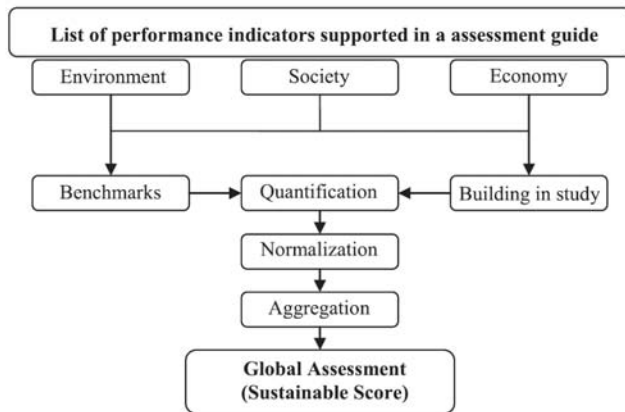 List of performance indicators supported in a assessment guide
Environment
Society
Economy
Benchmarks
Quantification
Building in study
Normalization
Aggregation
Global Assessment
(Sustainable Score)